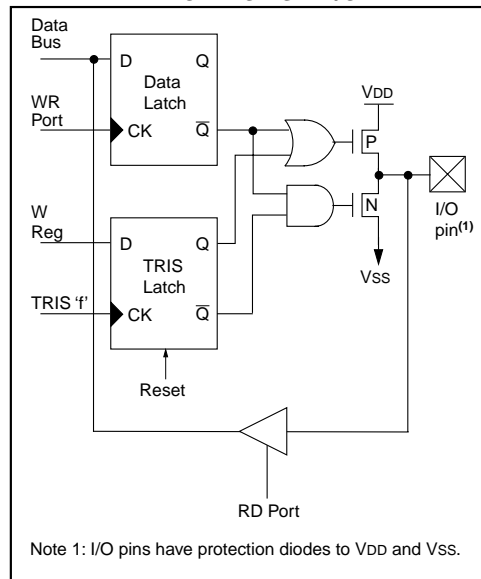 Data
Bus
D
Q
Data
Latch
WR
Port
CK
Q
VDD
P
N
I/O
pin(1)
VSS
W
Reg
D
Q
TRIS
Latch
TRIS 'f'
CK
Q
Reset
RD Port
Note 1: I/O pins have protection diodes to VDD and VSS.